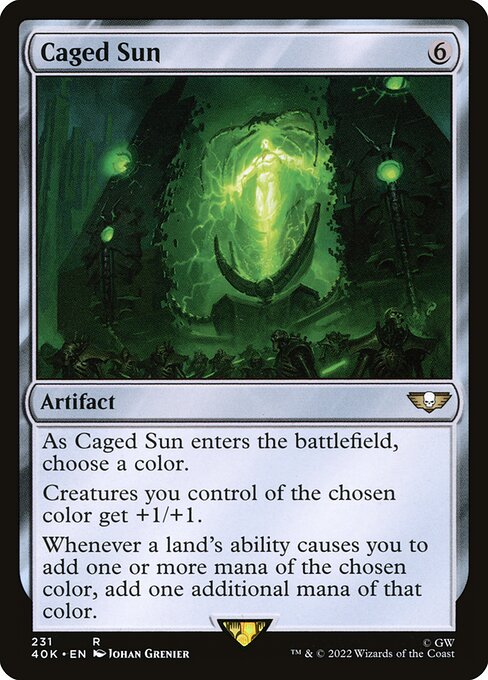 Caged Sun 6
Artifact
As Caged Sun enters the battlefield,
choose a color.
Creatures you control of the chosen
color get +1/+1.
Whenever a land's ability causes you to
add one or more mana of the chosen
color, add one additional mana of that
color.
231 R © GW
40K • EN Johan Grenier ™ & © 2022 Wizards of the Coast